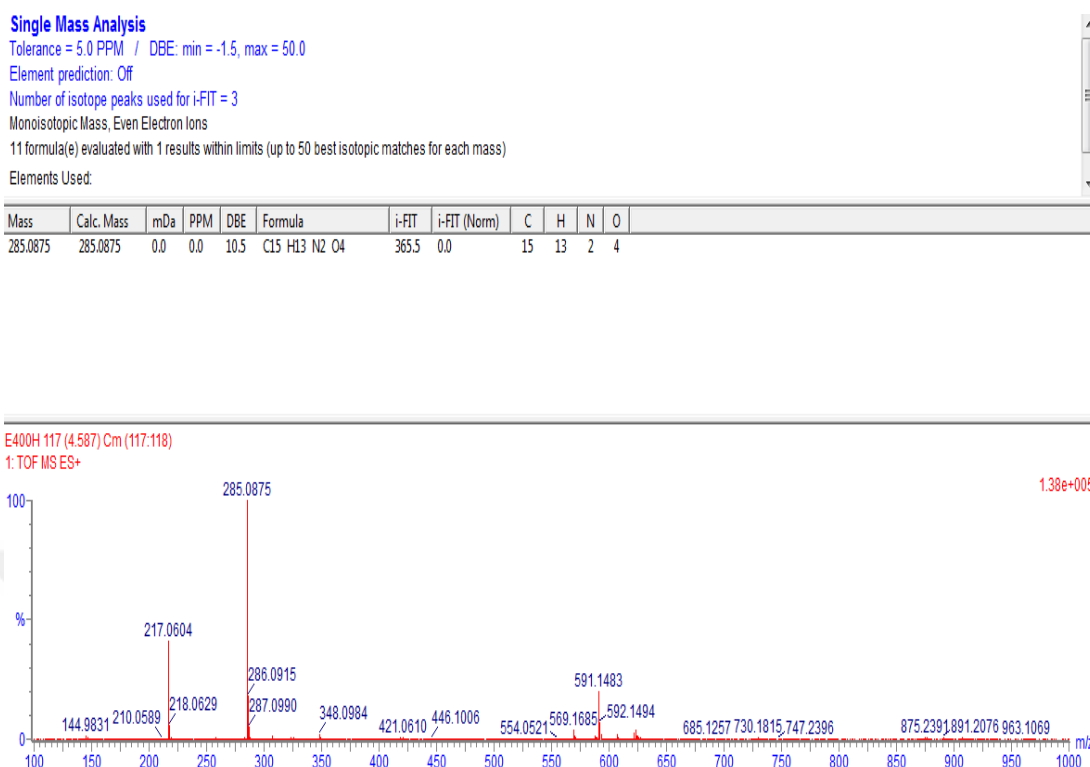 Single Mass Analysis
Tolerance = 5.0 PPM / DBE: min = -1.5, max = 50.0
Element prediction: Off
Number of isotope peaks used for i-FIT = 3
Monoisotopic Mass, Even Electron Ions
11 formula(e) evaluated with 1 results within limits (up to 50 best isotopic matches for each mass)
Elements Used:
Mass Calc. Mass mDa PPM DBE Formula i-FIT i-FIT (Norm) C H N O
285.0875 285.0875 0.0 0.0 10.5 C15 H13 N2 O4 365.5 0.0 15 13 2 4
E400H 117 (4.587) Cm (117:118)
1: TOF MS ES+
1.38e+005
100
285.0875
%
217.0604
286.0915
591.1483
218.0629
287.0990
348.0984
592.1494
144.9831 210.0589
421.0610 446.1006
554.0521 569.1685
685.1257 730.1815 747.2396
875.2391 891.2076 963.1069
0
m/z
100 150 200 250 300 350 400 450 500 550 600 650 700 750 800 850 900 950 1000